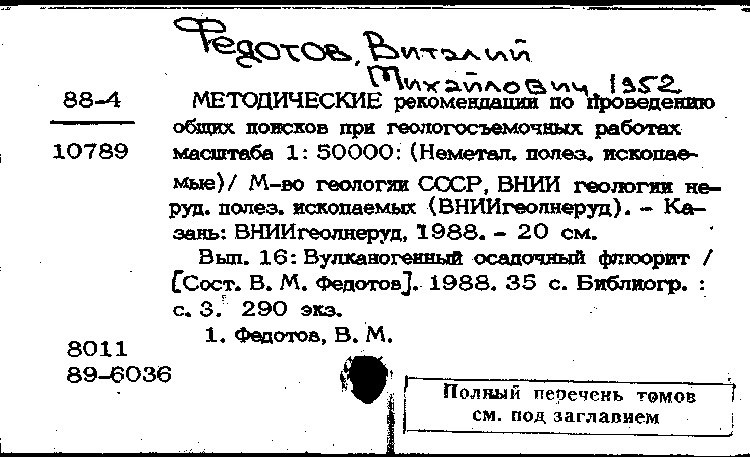 Федотов, Виталий
Михайлович, 1952
88-4
МЕТОДИЧЕСКИЕ рекомендации по проведению
общих поисков при геологосъемочных работах
10789
масштаба 1: 50000: (Неметал. полез. ископае-
мые)/ М-во геологии СССР, ВНИИ геологии не-
руд. полез. ископаемых (ВНИИгеолнеруд). - Ка-
зань: ВНИИгеолнеруд, 1988. - 20 см.
Вып. 16: Вулканогенный осадочный флюорит /
[Сост. В. М. Федотов]. 1988. 35 с. Библиогр. :
с. 3. 290 экз.
1. Федотов, В. М.
8011
89-6036
Полный перечень томов
см. под заглавием